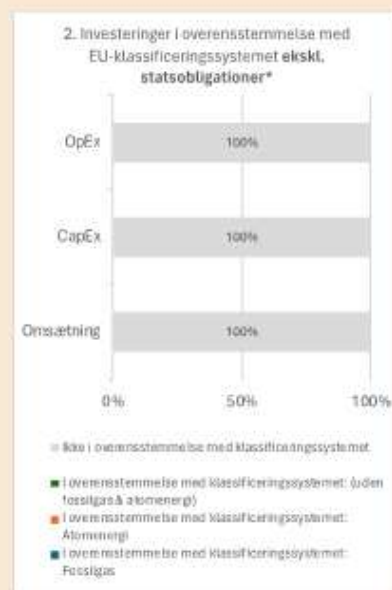 2. Investeringer i overensstemmelse med
EU-klassificeringssystemet ekskl.
statsobligationer*
OpEx
100%
CapEx
100%
Omsætning
100%
0%
50%
100%
Ikke i overensstemmelse med klassificeringssystemet
I overensstemmelse med klassificeringssystemet: (uden
fossilgas & atomenergi)
I overensstemmelse med klassificeringssystemet:
Atomenergi
I overensstemmelse med klassificeringssystemet:
Fossilgas